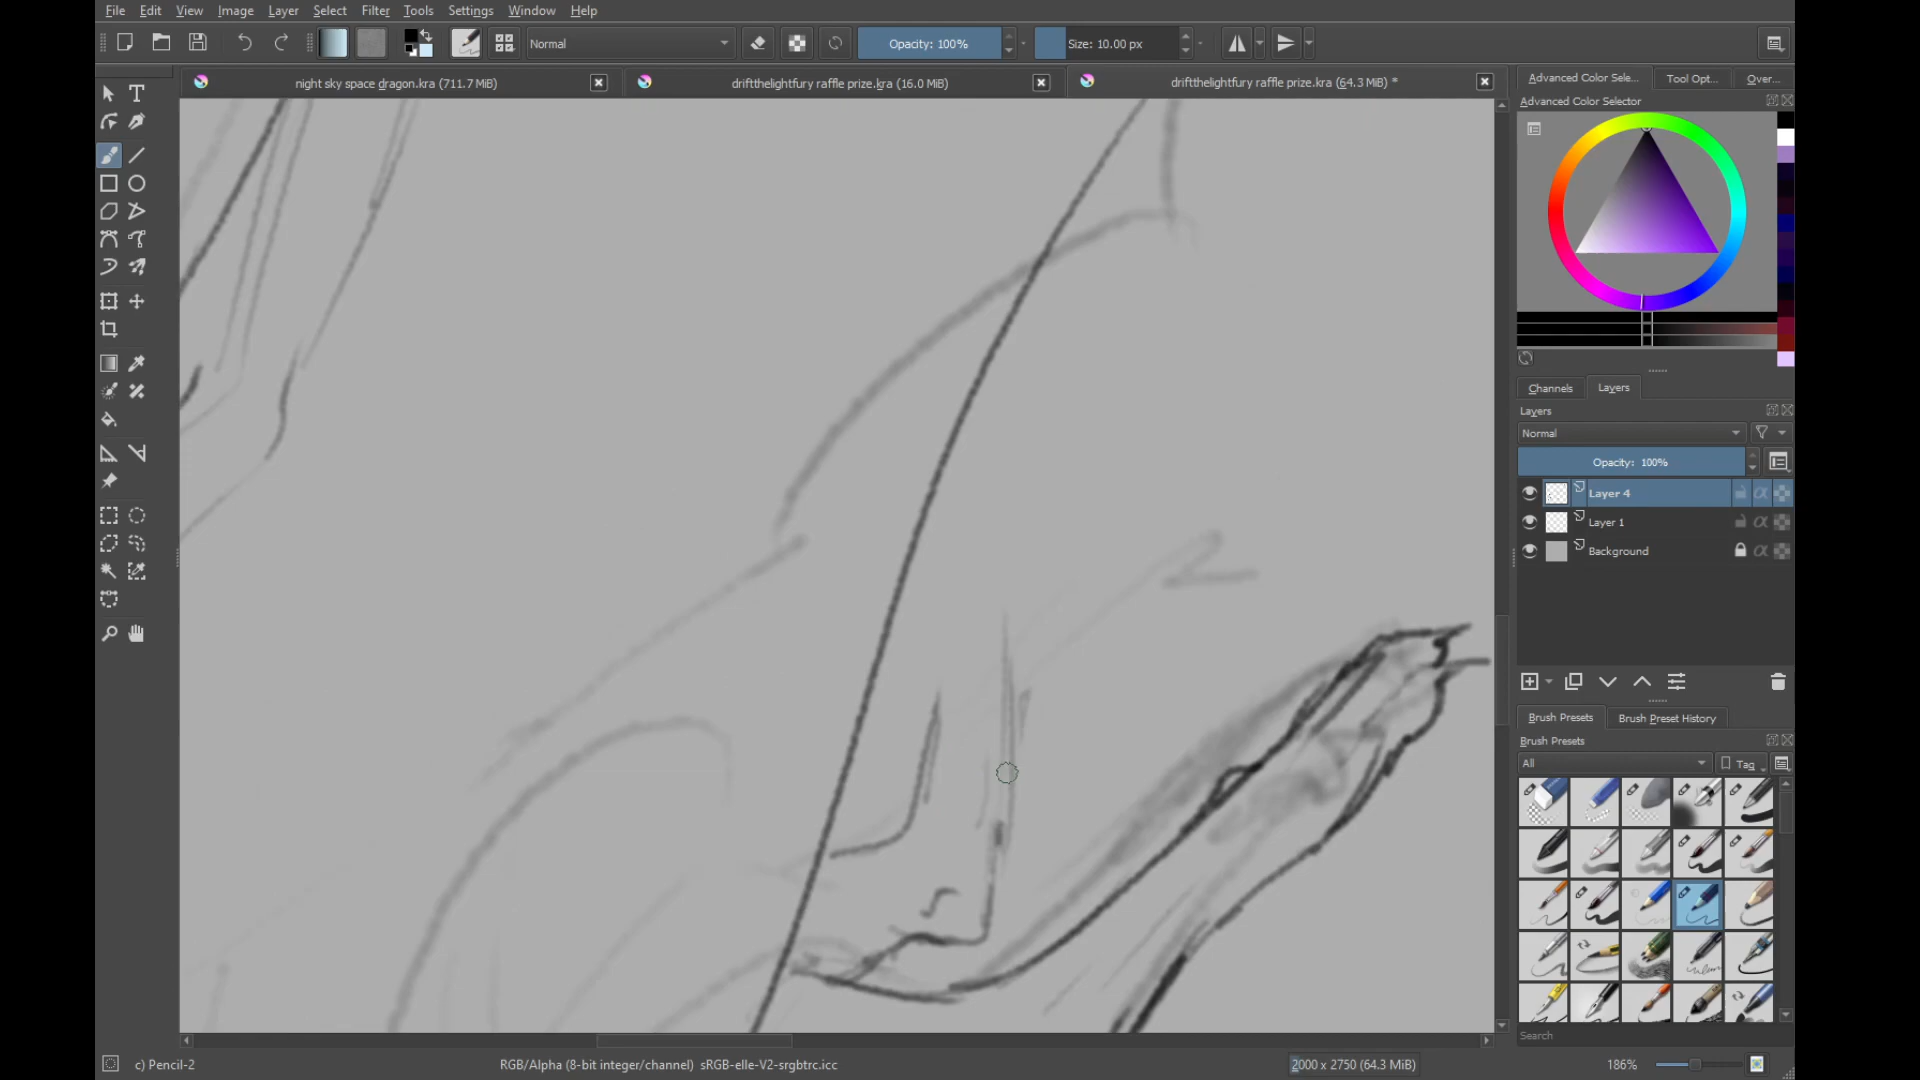 File Edit View Image Layer Select Filter Tools Settings Window Help
Normal Opacity: 100% Size: 10.00 px
night sky space dragon.kra (711.7 MiB) driftthelightfury raffle prize.kra (16.0 MiB) driftthelightfury raffle prize.kra (64.3 MiB) *
Advanced Color Sele... Tool Opt... Over...
Advanced Color Selector
Channels Layers
Layers
Normal
Opacity: 100%
Layer 4
Layer 1
Background
Brush Presets Brush Preset History
Brush Presets
All Tag
Search
c) Pencil-2 RGB/Alpha (8-bit integer/channel) sRGB-elle-V2-srgbtrc.icc 2000 x 2750 (64.3 MiB) 186%